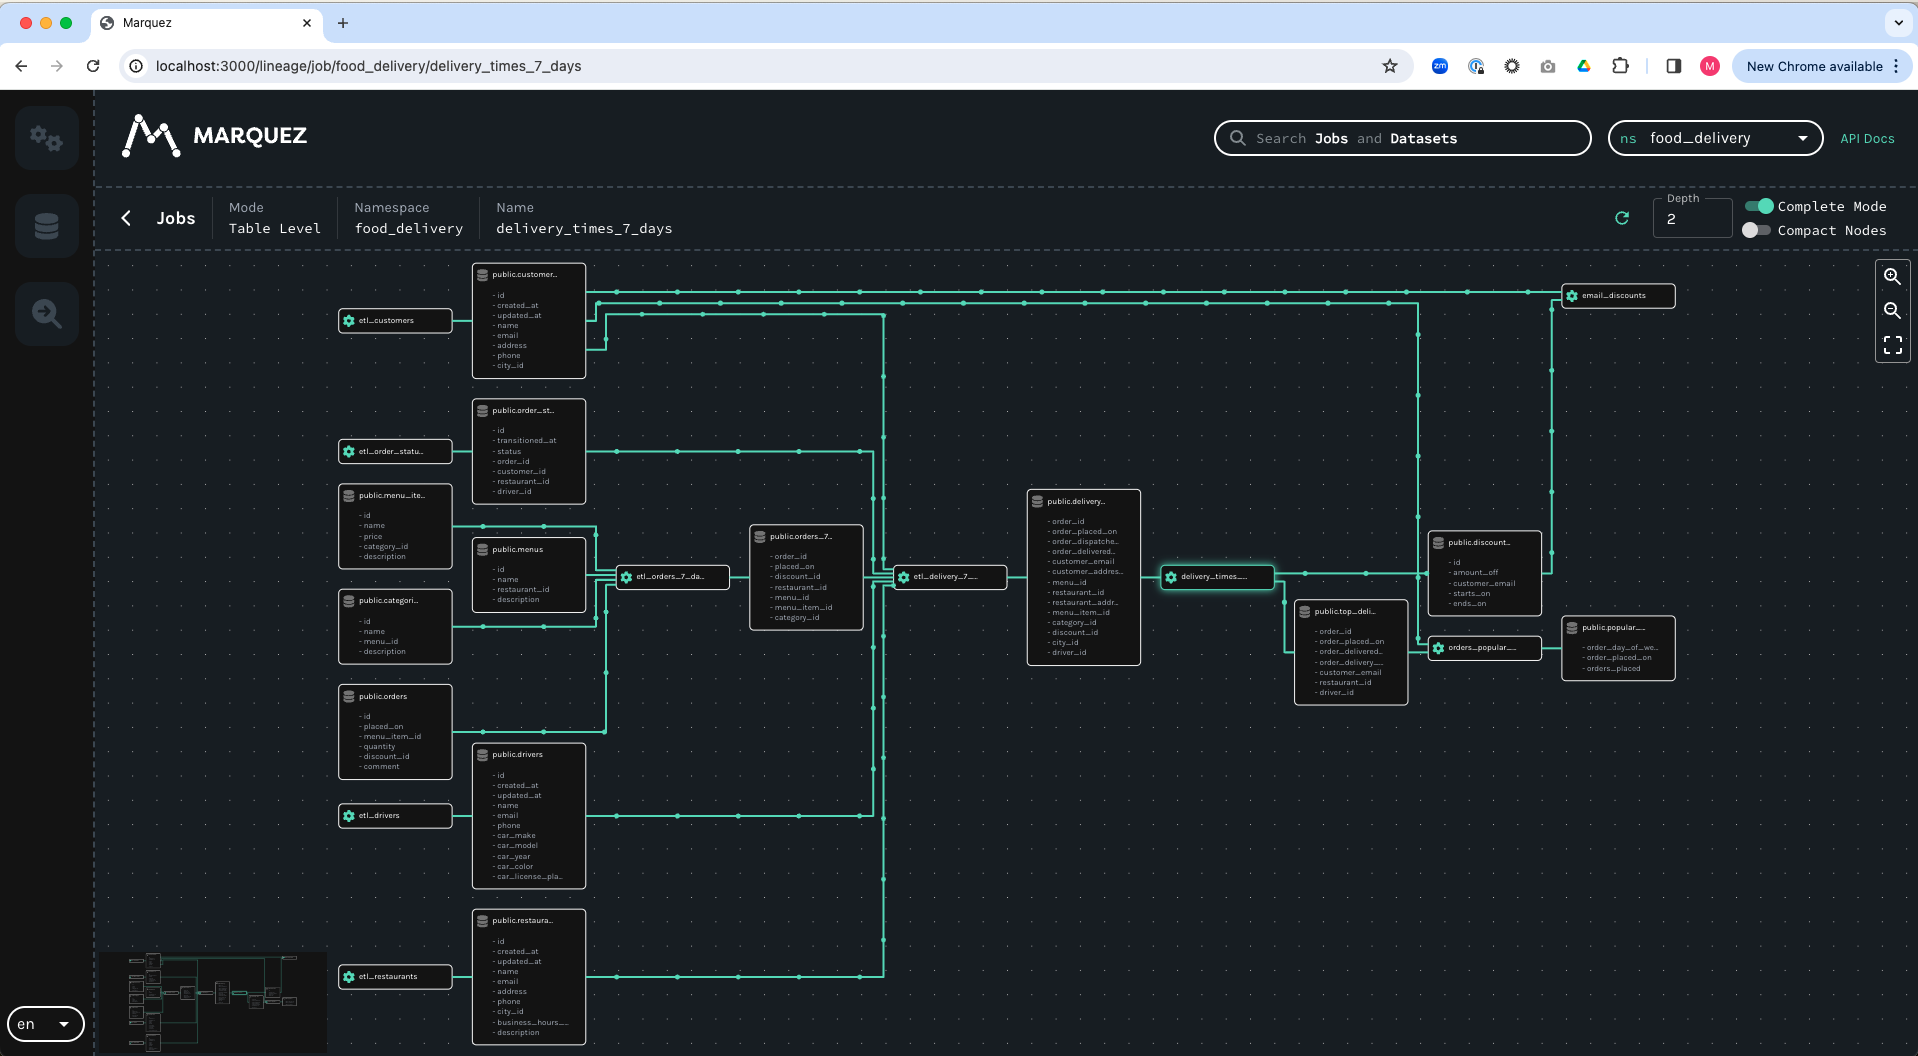 Marquez
localhost:3000/lineage/job/food_delivery/delivery_times_7_days
zm
M
New Chrome available
MARQUEZ
Search Jobs and Datasets
ns food_delivery
API Docs
Jobs
Mode
Table Level
Namespace
food_delivery
Name
delivery_times_7_days
Depth
2
Complete Mode
Compact Nodes
etl_customers
public.customer...
- id
- created_at
- updated_at
- name
- email
- address
- phone
- city_id
email_discounts
etl_order_statu...
public.order_st...
- id
- transitioned_at
- status
- order_id
- customer_id
- restaurant_id
- driver_id
public.menu_ite...
- id
- name
- price
- category_id
- description
public.menus
- id
- name
- restaurant_id
- description
public.categori...
- id
- name
- menu_id
- description
public.orders
- id
- placed_on
- menu_item_id
- quantity
- discount_id
- comment
etl_orders_7_da...
public.orders_7...
- order_id
- placed_on
- discount_id
- restaurant_id
- menu_id
- menu_item_id
- category_id
etl_delivery_7_...
public.delivery...
- order_id
- order_placed_on
- order_dispatche...
- order_delivered...
- customer_email
- customer_addres...
- menu_id
- restaurant_id
- restaurant_addr...
- menu_item_id
- category_id
- discount_id
- city_id
- driver_id
delivery_times_...
public.top_deli...
- order_id
- order_placed_on
- order_delivered...
- order_delivery_...
- customer_email
- restaurant_id
- driver_id
public.discount...
- id
- amount_off
- customer_email
- starts_on
- ends_on
orders_popular_...
public.popular_...
- order_day_of_we...
- order_placed_on
- orders_placed
etl_drivers
public.drivers
- id
- created_at
- updated_at
- name
- email
- phone
- car_make
- car_model
- car_year
- car_color
- car_license_pla...
etl_restaurants
public.restaura...
- id
- created_at
- updated_at
- name
- email
- address
- phone
- city_id
- business_hours_...
- description
en